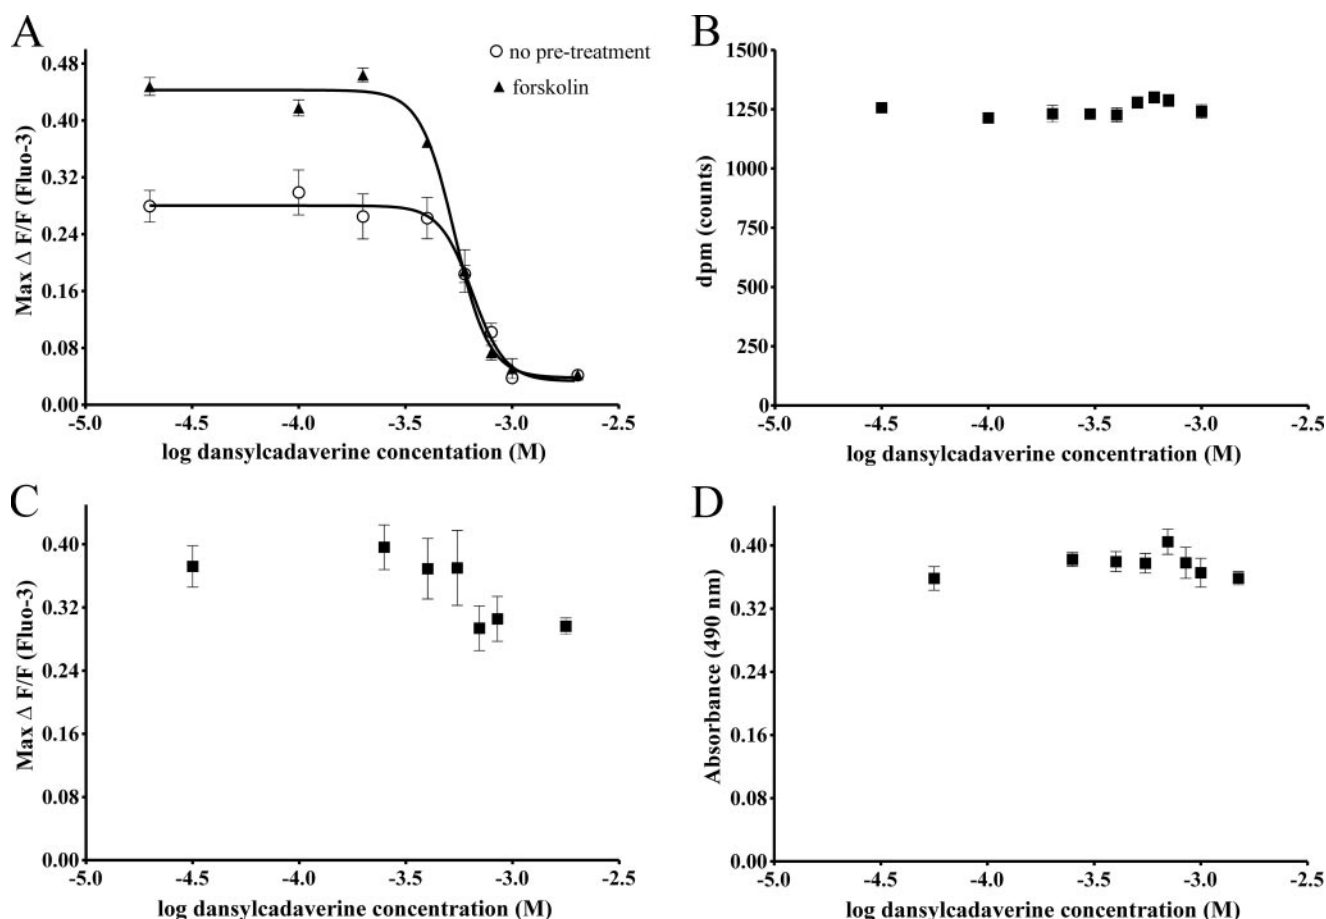 A
0.48
0.40
0.32
0.24
0.16
0.08
0.00
Max Δ F/F (Fluo-3)
no pre-treatment
forskolin
-5.0 -4.5 -4.0 -3.5 -3.0 -2.5
log dansylcadaverine concentation (M)
B
1500
1250
1000
750
500
250
0
dpm (counts)
-5.0 -4.5 -4.0 -3.5 -3.0 -2.5
log dansylcadaverine concentration (M)
C
0.40
0.32
0.24
0.16
0.08
0.00
Max Δ F/F (Fluo-3)
-5.0 -4.5 -4.0 -3.5 -3.0 -2.5
log dansylcadaverine concentration (M)
D
0.40
0.32
0.24
0.16
0.08
0.00
Absorbance (490 nm)
-5.0 -4.5 -4.0 -3.5 -3.0 -2.5
log dansylcadaverine concentration (M)